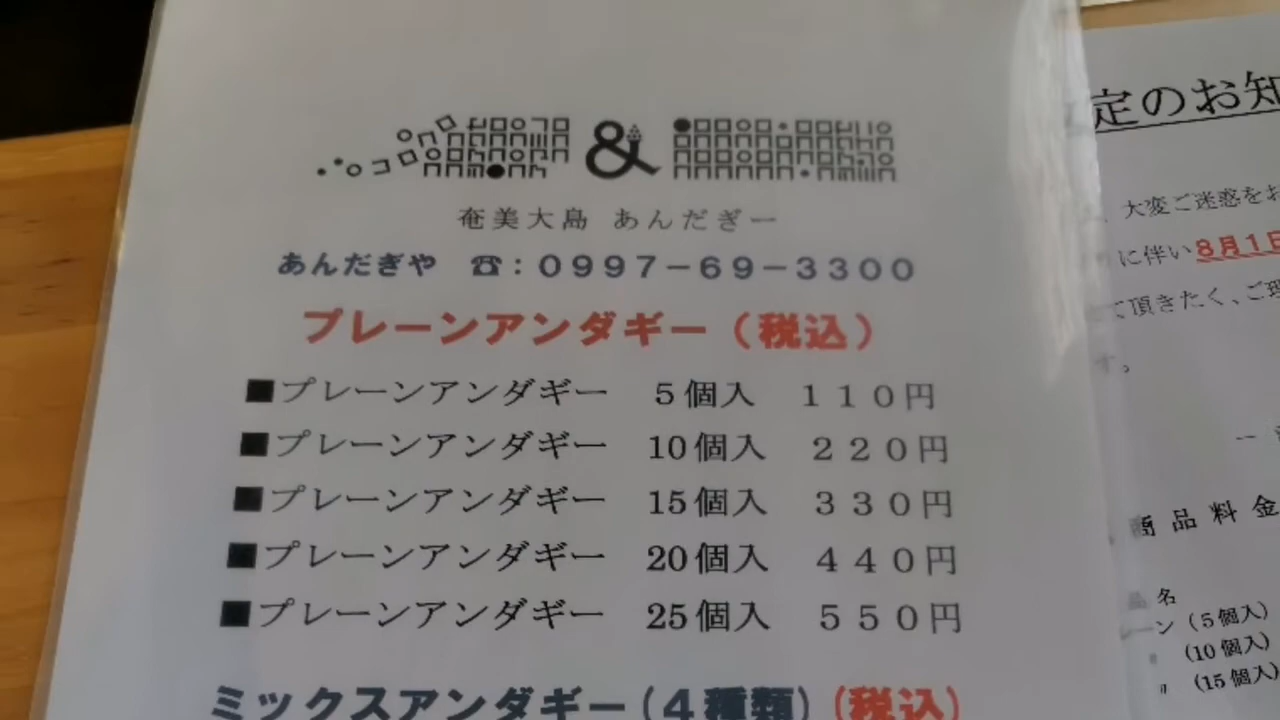 &
奄美大島 あんだぎー
あんだぎや ☎：０９９７－６９－３３００
プレーンアンダギー（税込）
■プレーンアンダギー 5個入 １１０円
■プレーンアンダギー 10個入 ２２０円
■プレーンアンダギー 15個入 ３３０円
■プレーンアンダギー 20個入 ４４０円
■プレーンアンダギー 25個入 ５５０円
ミックスアンダギー(４種類)(税込)
定のお知
大変ご迷惑をお
に伴い8月1日
て頂きたく、ご理
す。
商品料金
品名
ン（5個入）
（10個入）
〃（15個入）